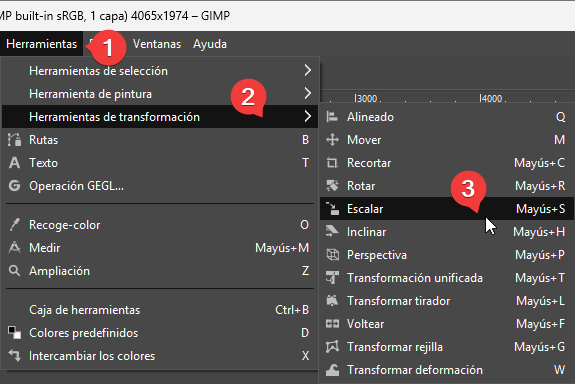 MP built-in sRGB, 1 capa) 4065x1974 – GIMP
Herramientas 1 Ventanas Ayuda
Herramientas de selección
Herramienta de pintura
2
Herramientas de transformación
Rutas B
Texto T
Operación GEGL...
Recoge-color O
Medir Mayús+M
Ampliación Z
Caja de herramientas Ctrl+B
Colores predefinidos D
Intercambiar los colores X
3000 4000
Alineado Q
Mover M
Recortar Mayús+C
Rotar Mayús+R
3
Escalar Mayús+S
Inclinar Mayús+H
Perspectiva Mayús+P
Transformación unificada Mayús+T
Transformar tirador Mayús+L
Voltear Mayús+F
Transformar rejilla Mayús+G
Transformar deformación W